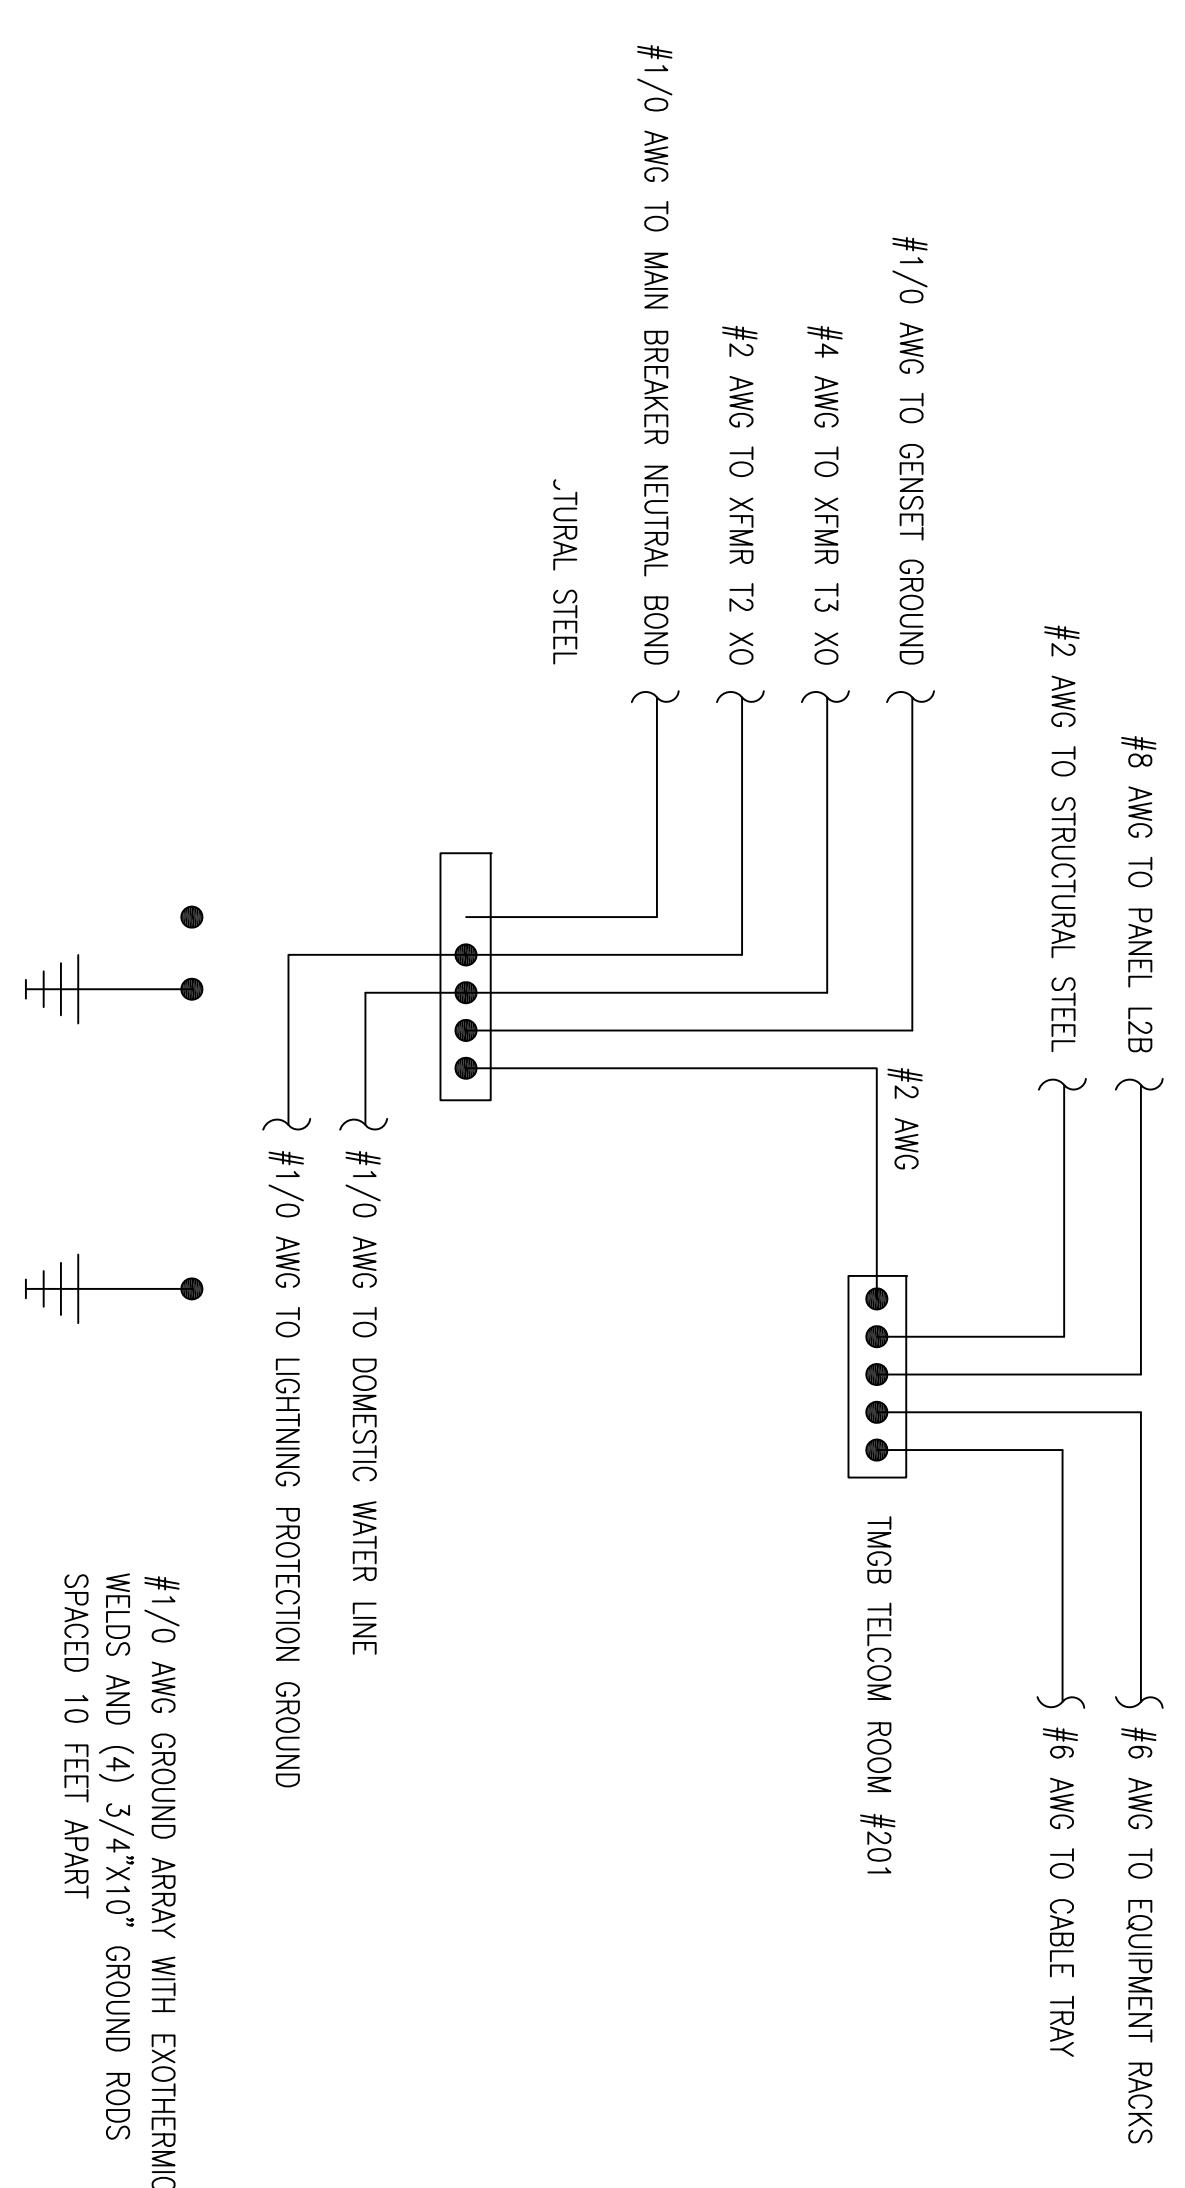 #8 AWG TO PANEL L2B
#6 AWG TO EQUIPMENT RACKS
#2 AWG TO STRUCTURAL STEEL
#6 AWG TO CABLE TRAY
#1/0 AWG TO GENSET GROUND
#2 AWG
TMGB TELCOM ROOM #201
#4 AWG TO XFMR T3 XO
#2 AWG TO XFMR T2 XO
#1/0 AWG TO MAIN BREAKER NEUTRAL BOND
TURAL STEEL
#1/0 AWG TO DOMESTIC WATER LINE
#1/0 AWG TO LIGHTNING PROTECTION GROUND
#1/0 AWG GROUND ARRAY WITH EXOTHERMIC
WELDS AND (4) 3/4"X10" GROUND RODS
SPACED 10 FEET APART